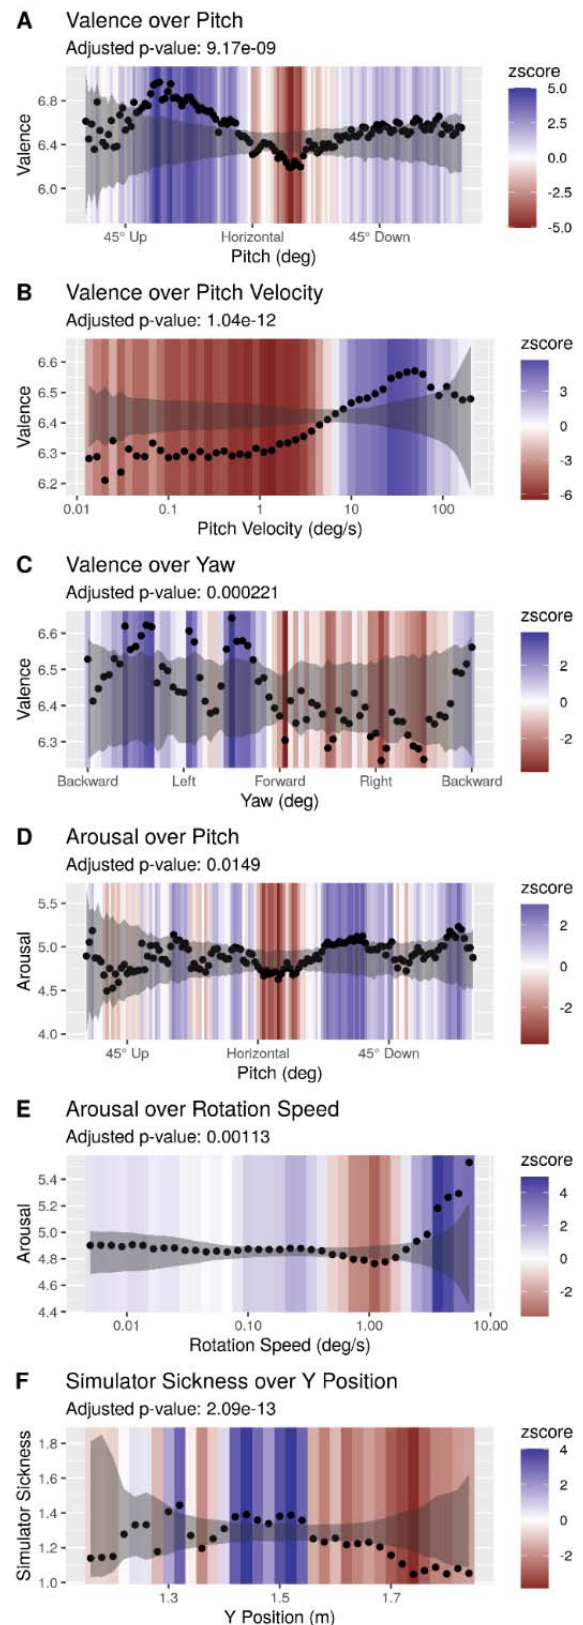 A Valence over Pitch
Adjusted p-value: 9.17e-09
zscore
5.0
2.5
0.0
-2.5
-5.0
Valence
6.8
6.4
6.0
45° Up Horizontal 45° Down
Pitch (deg)
B Valence over Pitch Velocity
Adjusted p-value: 1.04e-12
zscore
3
0
-3
-6
Valence
6.6
6.5
6.4
6.3
6.2
0.01 0.1 1 10 100
Pitch Velocity (deg/s)
C Valence over Yaw
Adjusted p-value: 0.000221
zscore
2
0
-2
Valence
6.6
6.5
6.4
6.3
Backward Left Forward Right Backward
Yaw (deg)
D Arousal over Pitch
Adjusted p-value: 0.0149
zscore
2
0
-2
Arousal
5.5
5.0
4.5
4.0
45° Up Horizontal 45° Down
Pitch (deg)
E Arousal over Rotation Speed
Adjusted p-value: 0.00113
zscore
4
2
0
-2
Arousal
5.4
5.2
5.0
4.8
4.6
4.4
0.01 0.10 1.00 10.00
Rotation Speed (deg/s)
F Simulator Sickness over Y Position
Adjusted p-value: 2.09e-13
zscore
4
2
0
-2
Simulator Sickness
1.8
1.6
1.4
1.2
1.0
1.3 1.5 1.7
Y Position (m)